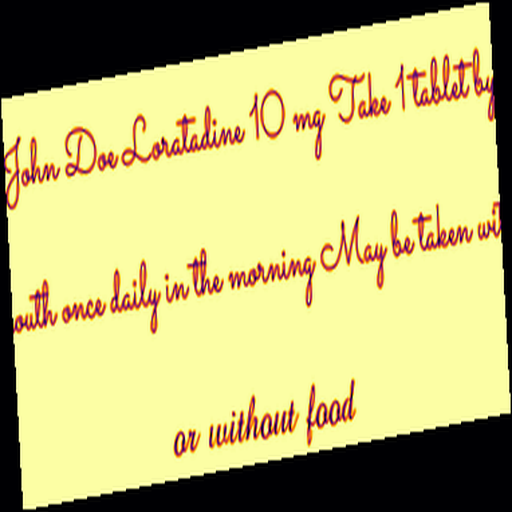 John Doe Loratadine 10 mg Take 1 tablet by
outh once daily in the morning May be taken wi
or without food